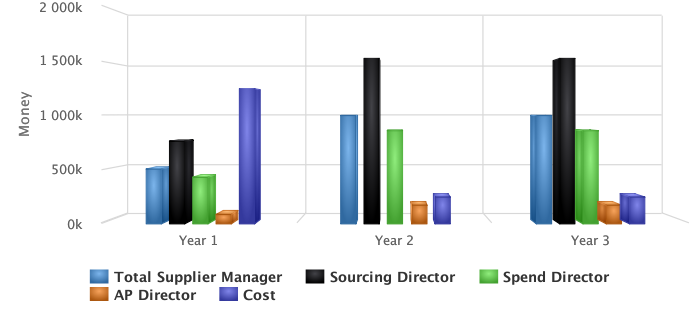 2 000k
1 500k
1 000k
500k
0k
Money
Year 1 Year 2 Year 3
Total Supplier Manager Sourcing Director Spend Director
AP Director Cost